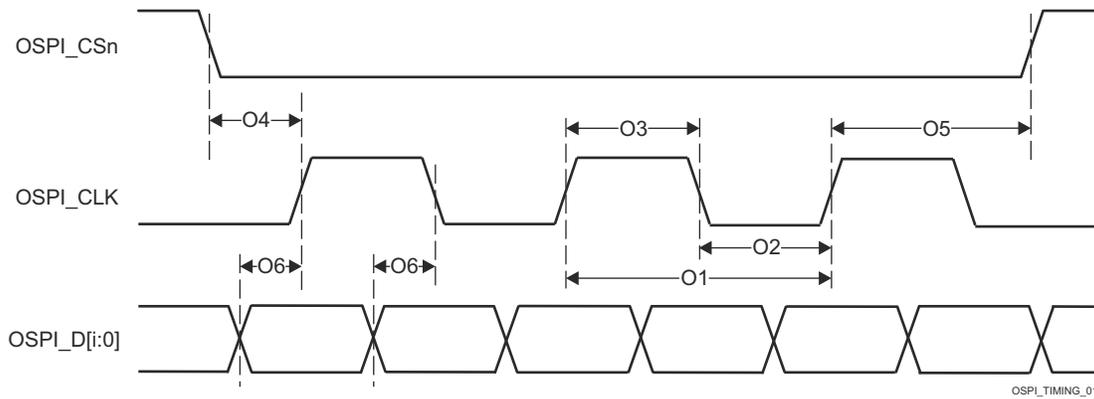 OSPI_CSn
O4
O3
O5
OSPI_CLK
O6
O6
O2
O1
OSPI_D[i:0]